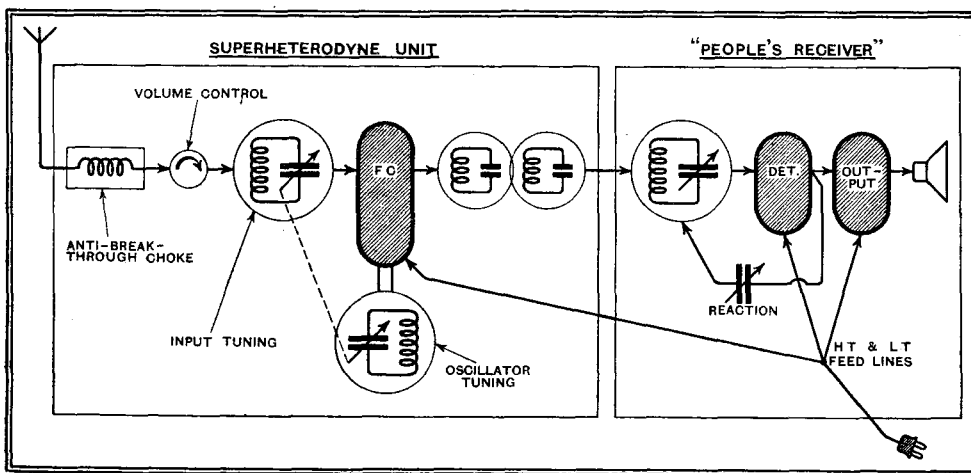 SUPERHETERODYNE UNIT
"PEOPLE'S RECEIVER"
VOLUME CONTROL
FC
DET.
OUT-
PUT
ANTI-BREAK-
THROUGH CHOKE
INPUT TUNING
OSCILLATOR
TUNING
REACTION
HT & LT
FEED LINES